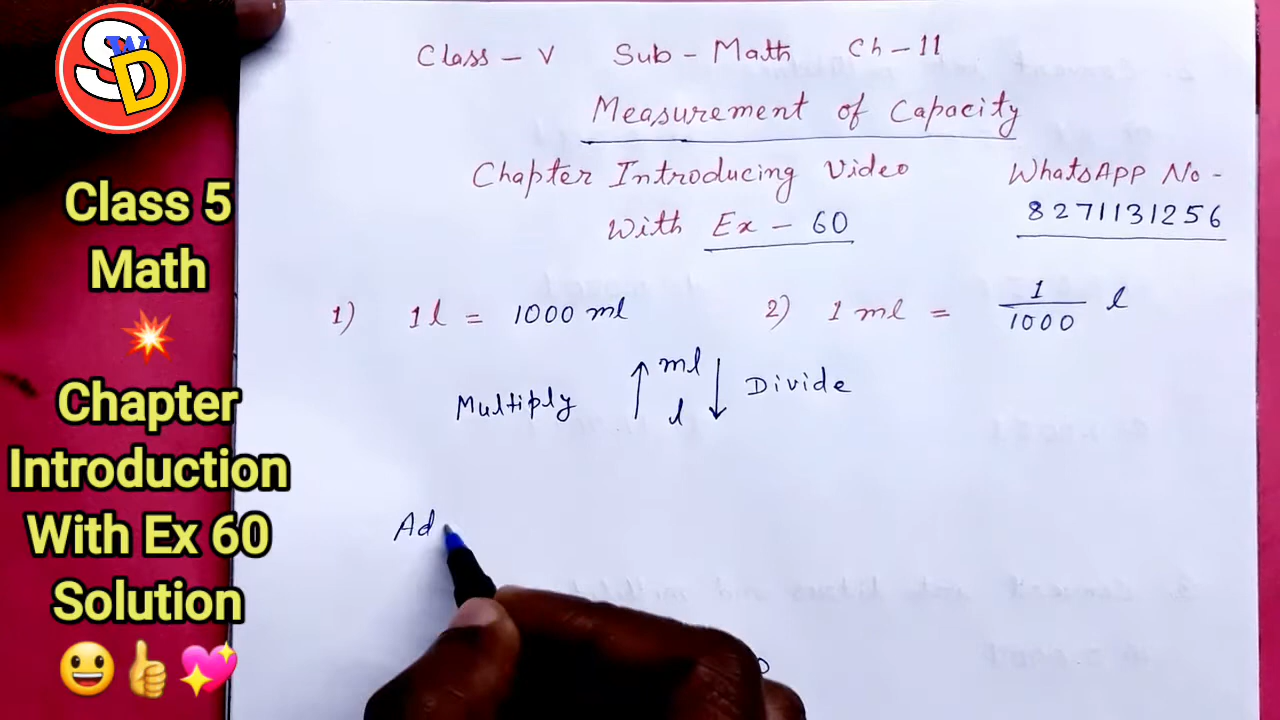 SWD
Class 5
Math
Chapter
Introduction
With Ex 60
Solution
Class - V Sub - Math Ch - 11
Measurement of Capacity
Chapter Introducing Video
With Ex - 60
WhatsApp No -
8271131256
1) 1l = 1000 ml
2) 1 ml = 1/1000 l
Multiply ↑ ml ↓ Divide
l
Ad